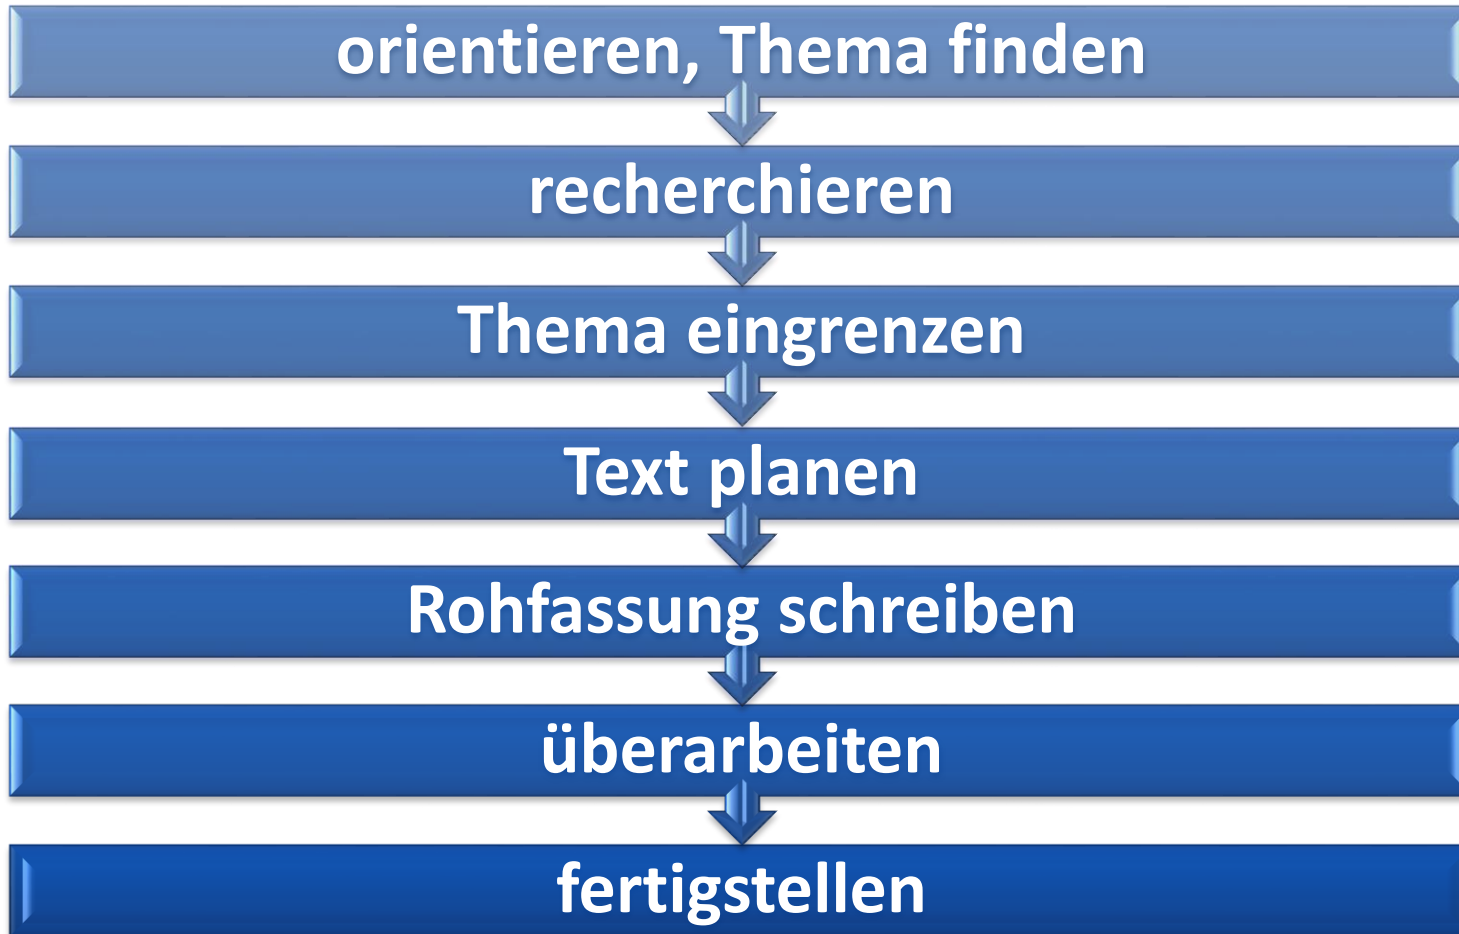 orientieren, Thema finden
recherchieren
Thema eingrenzen
Text planen
Rohfassung schreiben
überarbeiten
fertigstellen